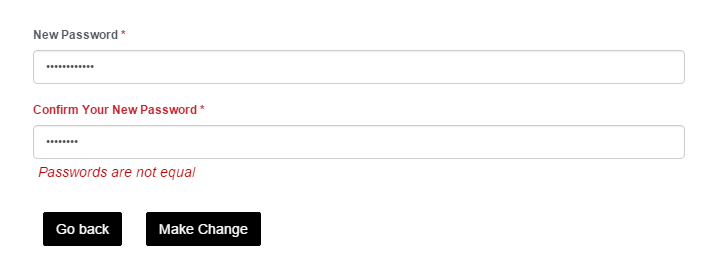 New Password *
••••••••••••
Confirm Your New Password *
••••••••
Passwords are not equal
Go back Make Change